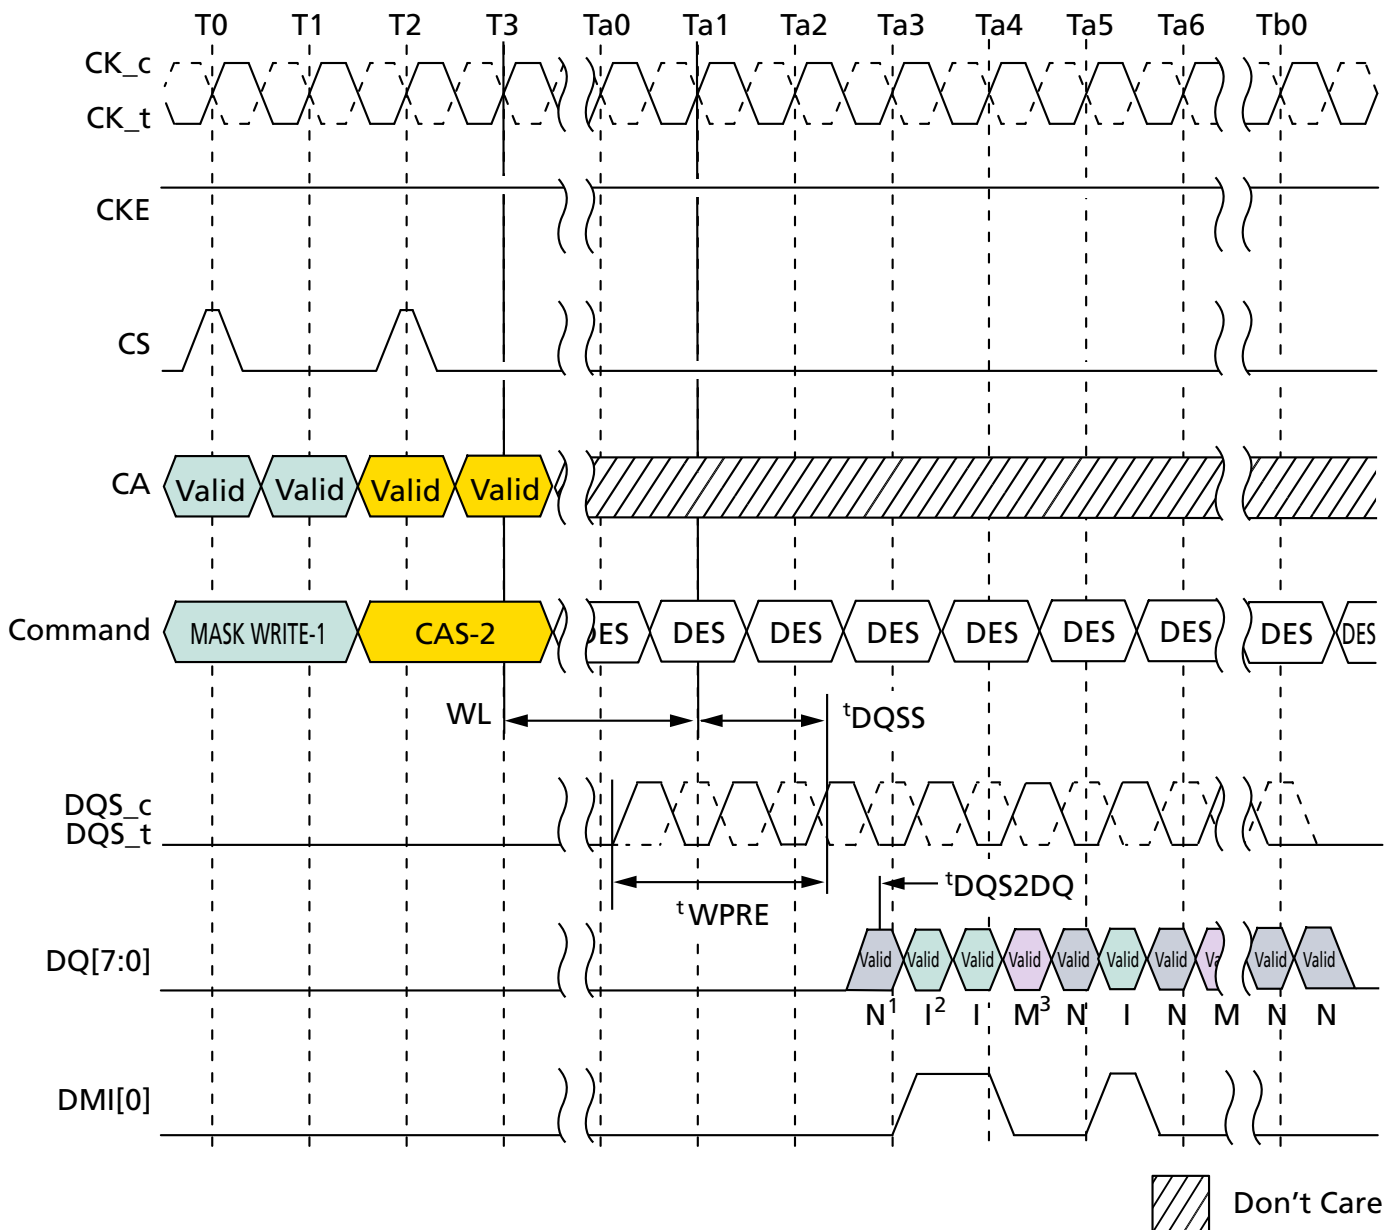 T0 T1 T2 T3 Ta0 Ta1 Ta2 Ta3 Ta4 Ta5 Ta6 Tb0
CK_c
CK_t
CKE
CS
CA Valid Valid Valid Valid
Command MASK WRITE-1 CAS-2 DES DES DES DES DES DES DES DES DES
WL tDQSS
DQS_c
DQS_t
tDQS2DQ
tWPRE
DQ[7:0] Valid Valid Valid Valid Valid Valid Valid Va Valid Valid
N1 I2 I M3 N I N M N N
DMI[0]
Don't Care